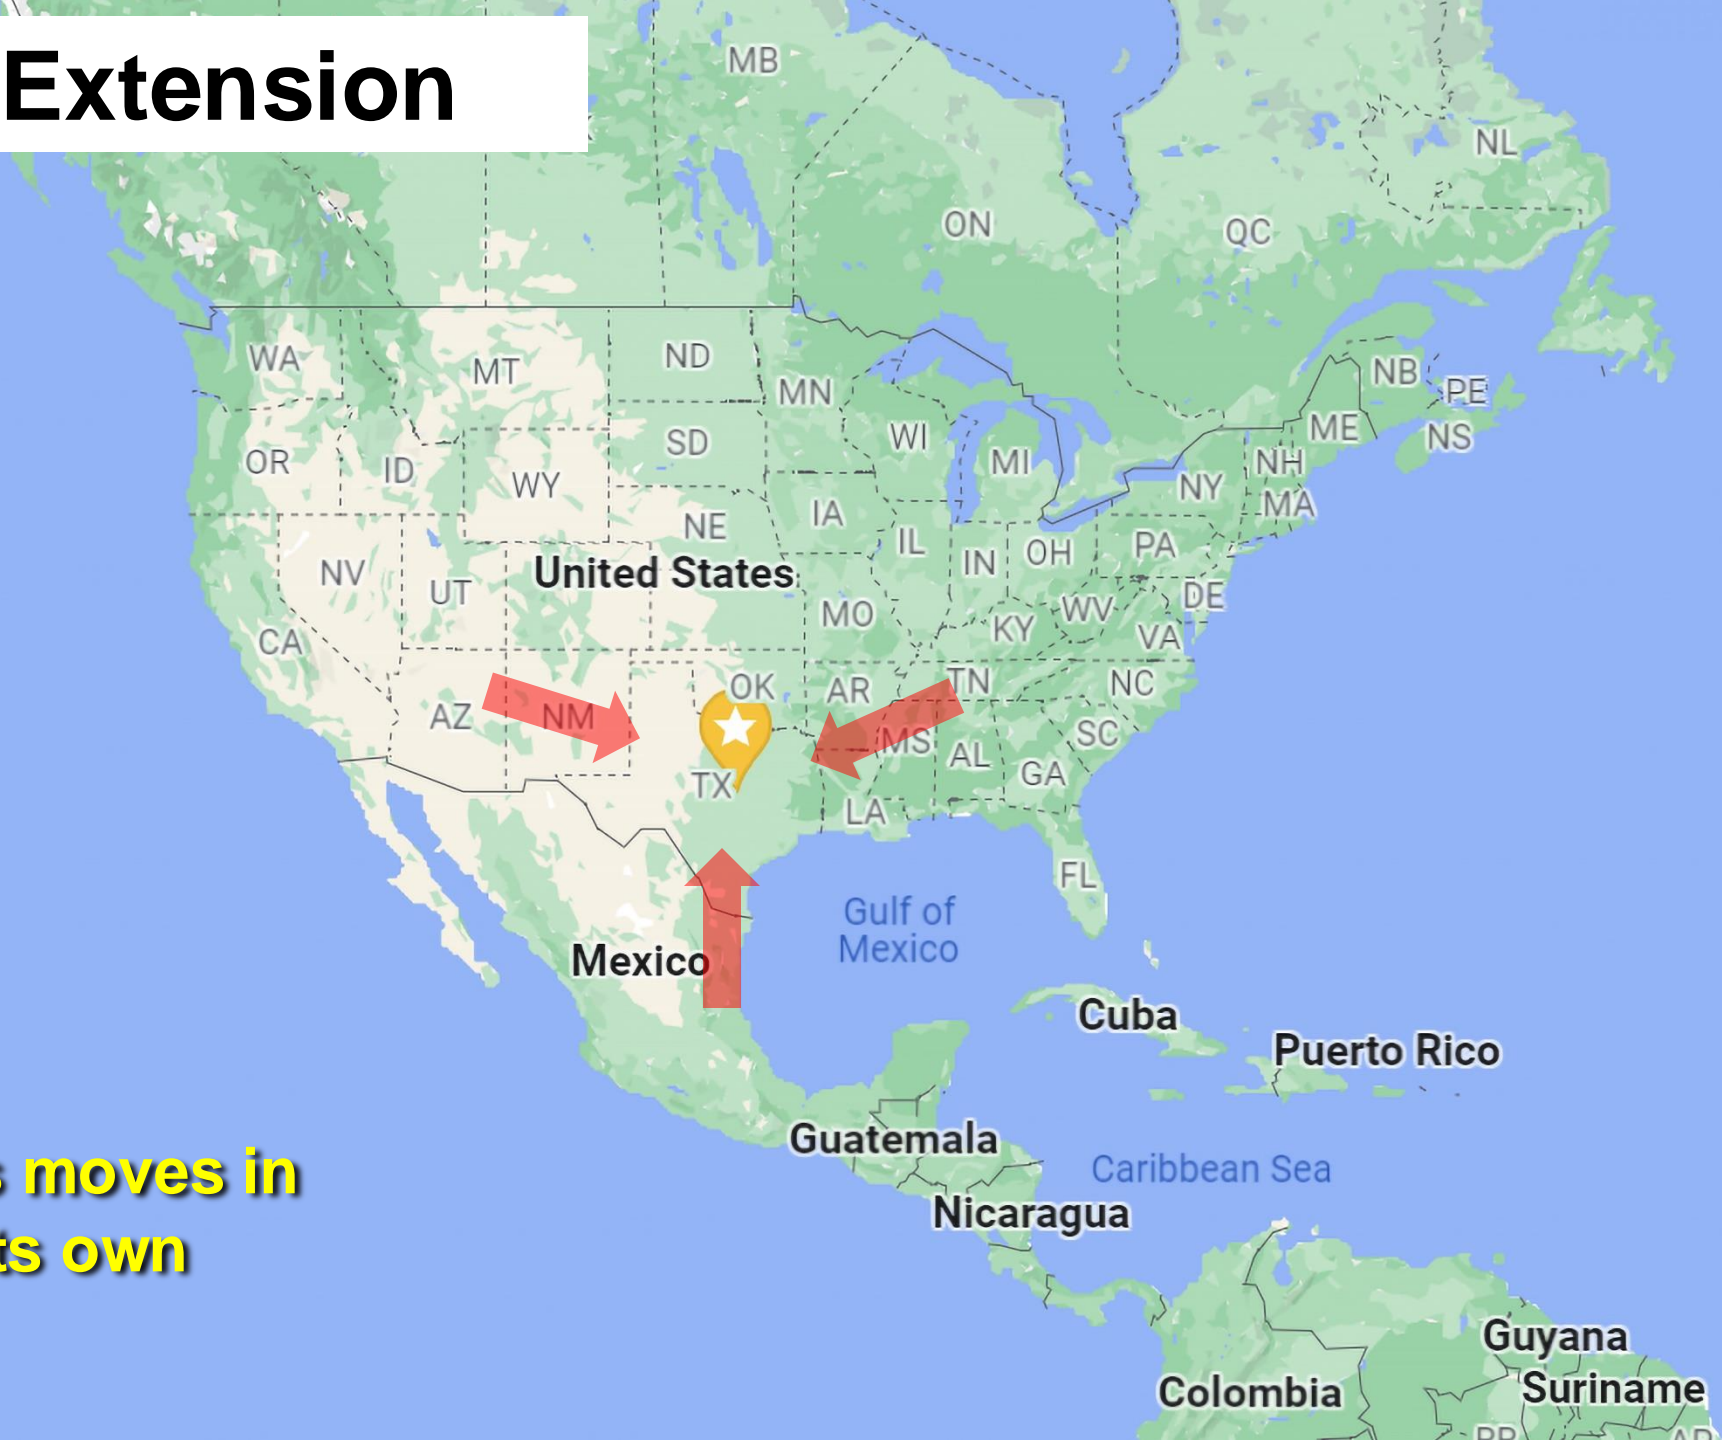 Extension
MB
NL
ON
QC
WA
MT
ND
MN
NB
PE
OR
ID
SD
WI
MI
ME
NS
WY
NH
NY
MA
NE
IA
IL
IN
OH
PA
NV
UT
United States
DE
MO
WV
CA
KY
VA
OK
AR
TN
NC
AZ
NM
MS
AL
SC
TX
GA
LA
FL
Gulf of
Mexico
Mexico
Cuba
Puerto Rico
Guatemala
Caribbean Sea
Nicaragua
moves in
own
Guyana
Suriname
Colombia